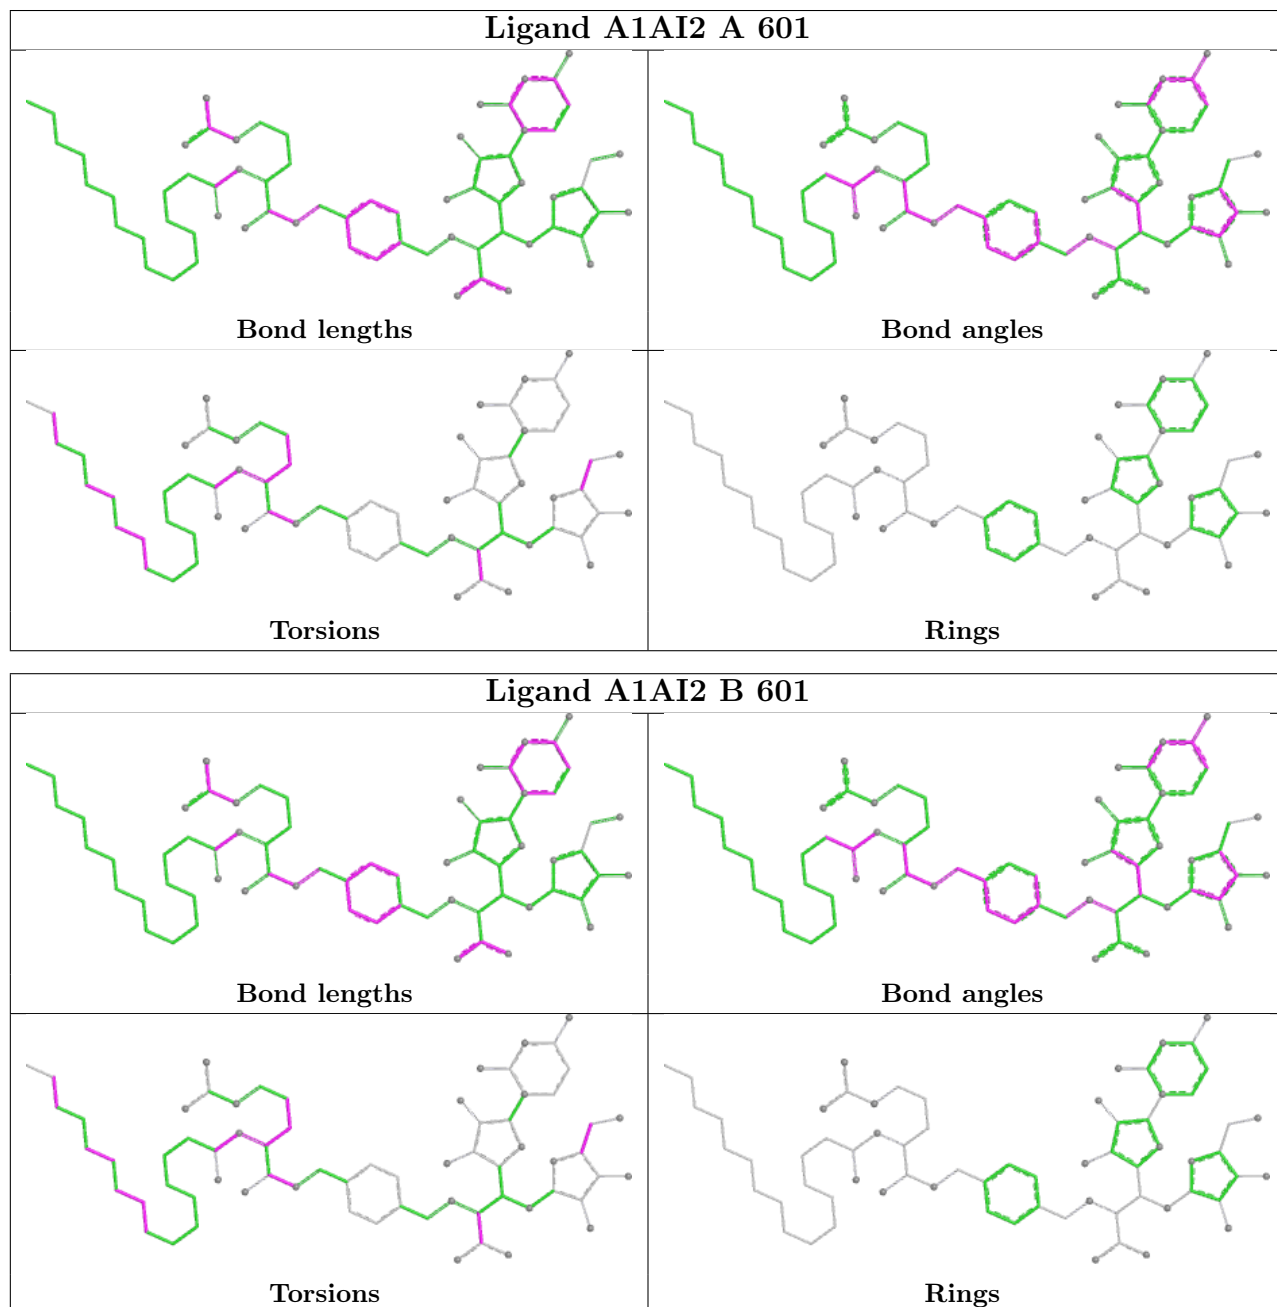 Ligand A1AI2 A 601
Bond lengths
Bond angles
Torsions
Rings
Ligand A1AI2 B 601
Bond lengths
Bond angles
Torsions
Rings